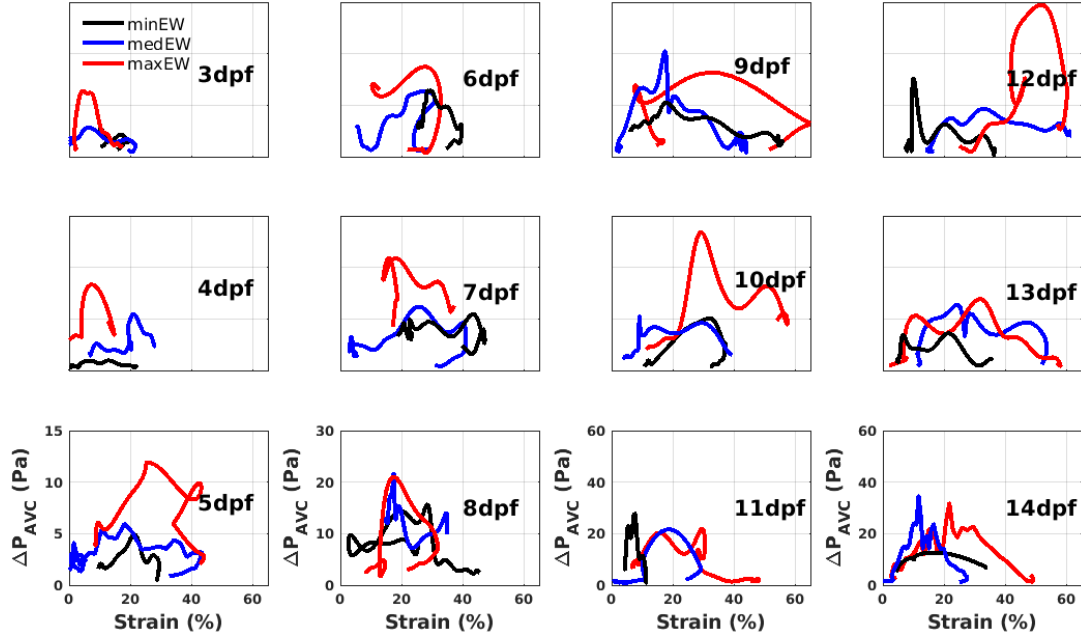 minEW
medEW
maxEW
3dpf
6dpf
9dpf
12dpf
4dpf
7dpf
10dpf
13dpf
15
10
5
0
ΔP_AVC (Pa)
5dpf
0 20 40 60
Strain (%)
30
20
10
0
ΔP_AVC (Pa)
8dpf
0 20 40 60
Strain (%)
60
40
20
0
ΔP_AVC (Pa)
11dpf
0 20 40 60
Strain (%)
60
40
20
0
ΔP_AVC (Pa)
14dpf
0 20 40 60
Strain (%)